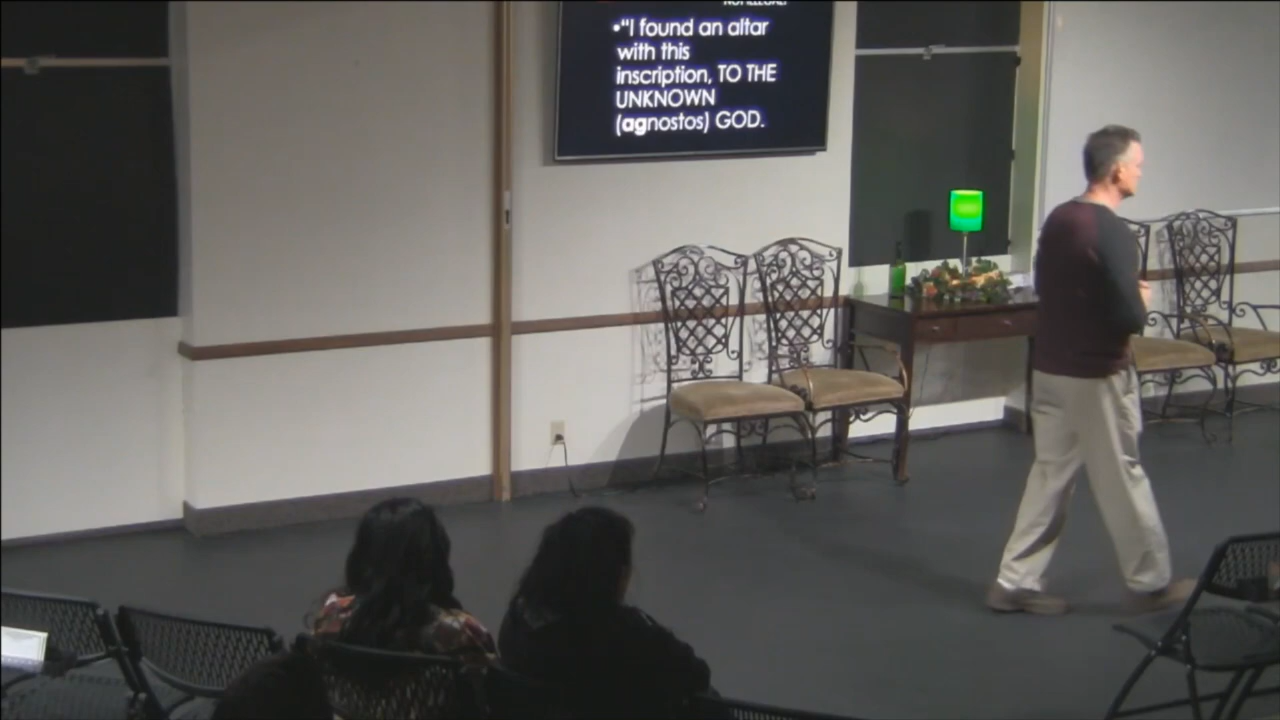 •“I found an altar
with this
inscription, TO THE
UNKNOWN
(agnostos) GOD.